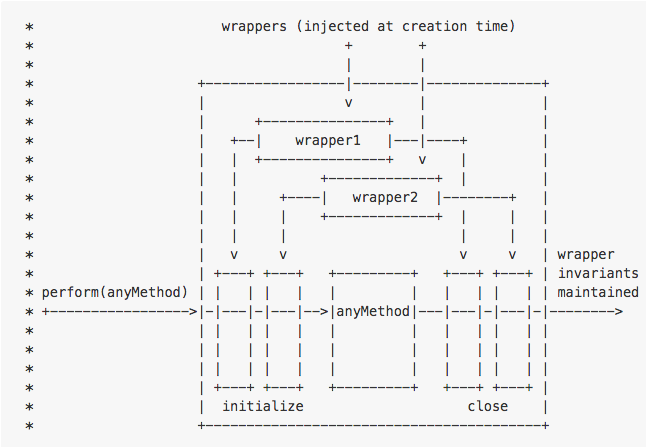 *                       wrappers (injected at creation time)
*                                      +        +
*                                      |        |
*                    +-----------------|--------|--------------+
*                    |                 v        |              |
*                    |      +---------------+   |              |
*                    |   +--|    wrapper1   |---|----+         |
*                    |   |  +---------------+   v    |         |
*                    |   |          +-------------+  |         |
*                    |   |     +----|   wrapper2  |--------+   |
*                    |   |     |    +-------------+  |     |   |
*                    |   |     |                     |     |   |
*                    |   v     v                     v     v   | wrapper
*                    | +---+ +---+   +---------+   +---+ +---+ | invariants
* perform(anyMethod) | |   | |   |   |         |   |   | |   | | maintained
* +----------------->|-|---|-|---|-->|anyMethod|---|---|-|---|-|-------->
*                    | |   | |   |   |         |   |   | |   | |
*                    | |   | |   |   |         |   |   | |   | |
*                    | |   | |   |   |         |   |   | |   | |
*                    | +---+ +---+   +---------+   +---+ +---+ |
*                    |  initialize                    close    |
*                    +-----------------------------------------+